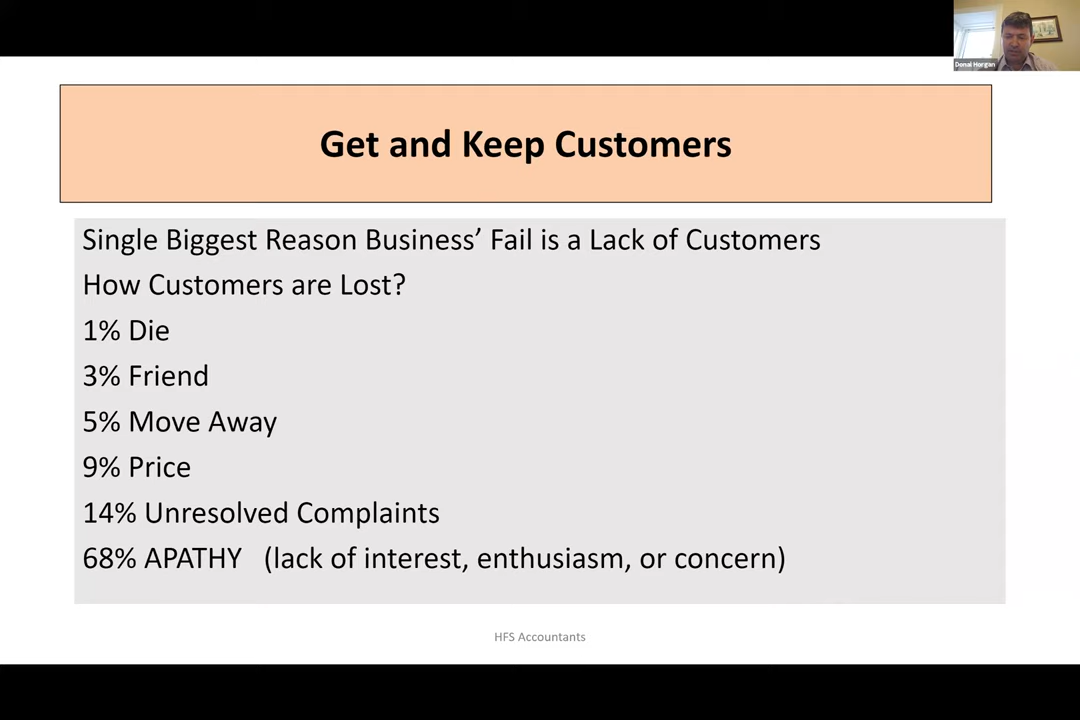 Donal Horgan
Get and Keep Customers
Single Biggest Reason Business’ Fail is a Lack of Customers
How Customers are Lost?
1% Die
3% Friend
5% Move Away
9% Price
14% Unresolved Complaints
68% APATHY (lack of interest, enthusiasm, or concern)
HFS Accountants